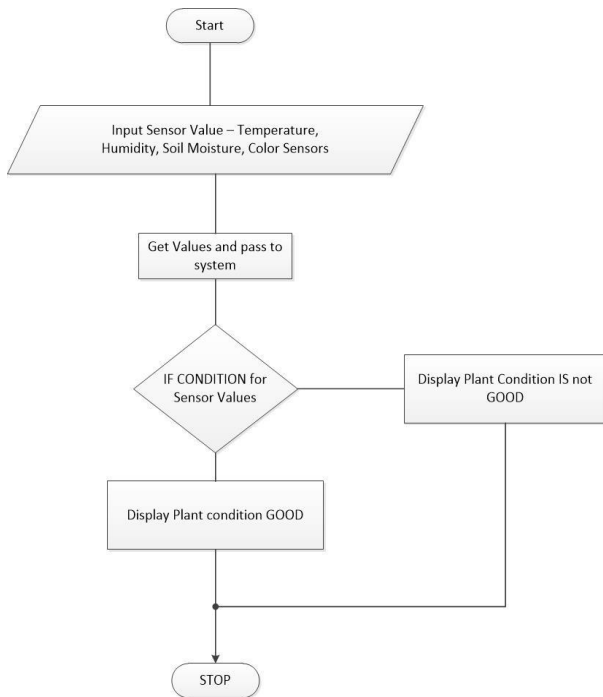 Start
Input Sensor Value – Temperature,
Humidity, Soil Moisture, Color Sensors
Get Values and pass to
system
IF CONDITION for
Sensor Values
Display Plant Condition IS not
GOOD
Display Plant condition GOOD
STOP